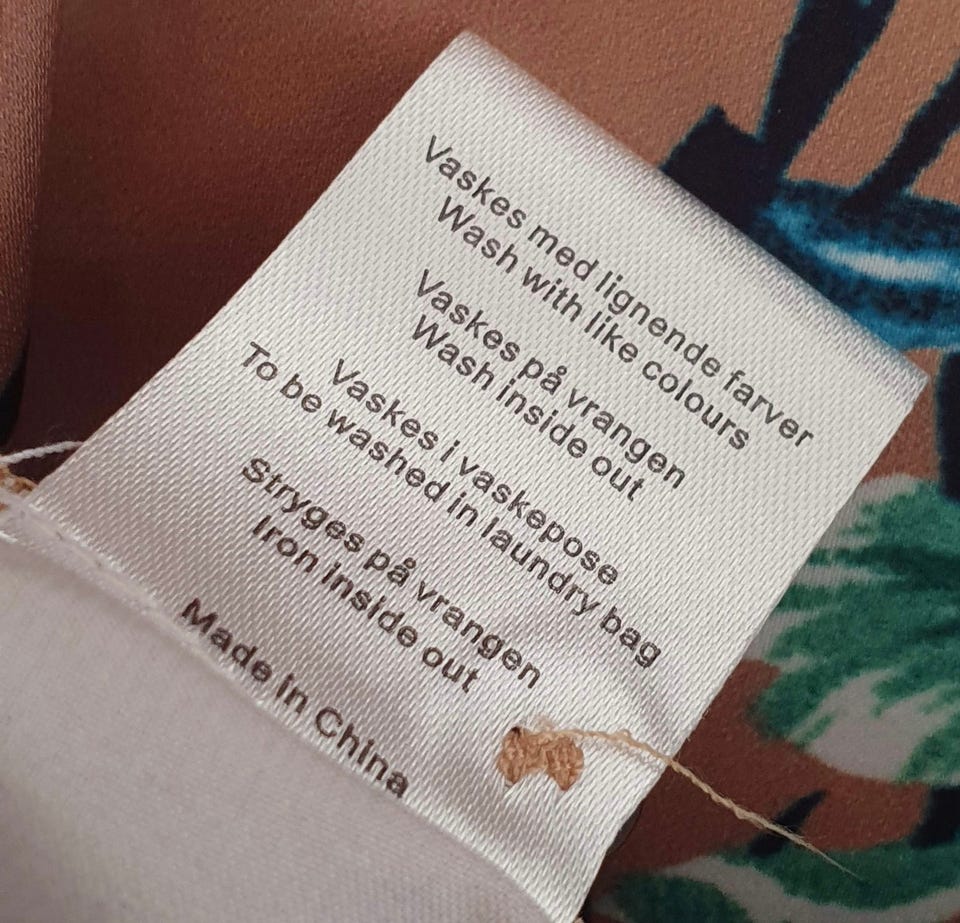 Vaskes med lignende farver
Wash with like colours
Vaskes på vrangen
Wash inside out
Vaskes i vaskepose
To be washed in laundry bag
Stryges på vrangen
Iron inside out
Made in China